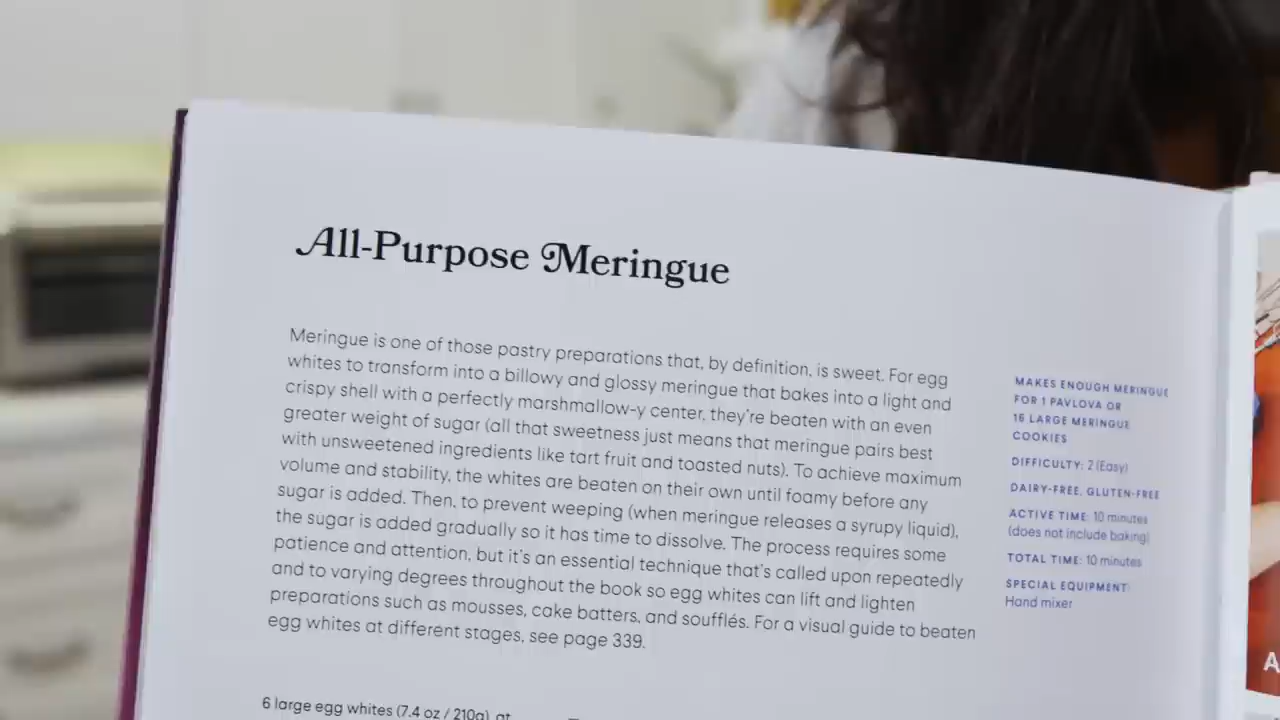 All-Purpose Meringue
Meringue is one of those pastry preparations that, by definition, is sweet. For egg
whites to transform into a billowy and glossy meringue that bakes into a light and
crispy shell with a perfectly marshmallow-y center, they're beaten with an even
greater weight of sugar (all that sweetness just means that meringue pairs best
with unsweetened ingredients like tart fruit and toasted nuts). To achieve maximum
volume and stability, the whites are beaten on their own until foamy before any
sugar is added. Then, to prevent weeping (when meringue releases a syrupy liquid),
the sugar is added gradually so it has time to dissolve. The process requires some
patience and attention, but it's an essential technique that's called upon repeatedly
and to varying degrees throughout the book so egg whites can lift and lighten
preparations such as mousses, cake batters, and soufflés. For a visual guide to beaten
egg whites at different stages, see page 339.
6 large egg whites (7.4 oz / 210g), at
MAKES ENOUGH MERINGUE
FOR 1 PAVLOVA OR
16 LARGE MERINGUE
COOKIES
DIFFICULTY: 2 (Easy)
DAIRY-FREE, GLUTEN-FREE
ACTIVE TIME: 10 minutes
(does not include baking)
TOTAL TIME: 10 minutes
SPECIAL EQUIPMENT:
Hand mixer
A